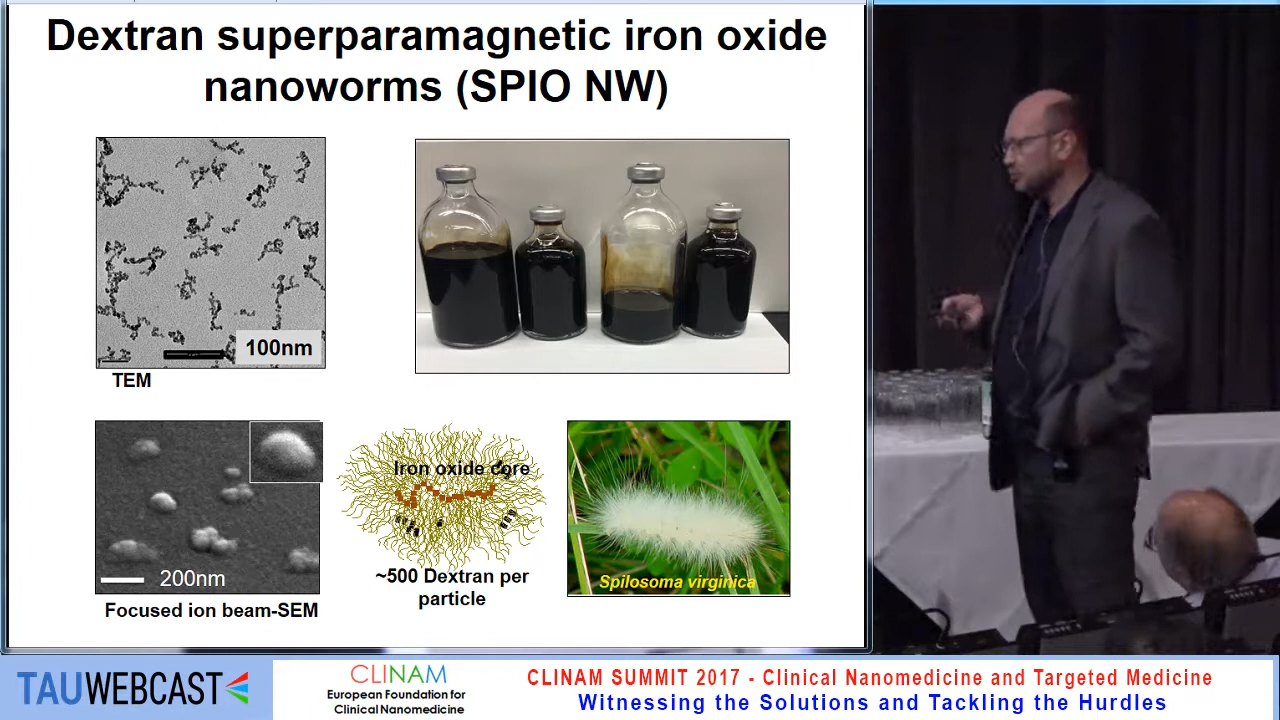 Dextran superparamagnetic iron oxide
nanoworms (SPIO NW)
100nm
TEM
200nm
Focused ion beam-SEM
Iron oxide core
~500 Dextran per
particle
Spilosoma virginica
TAUWEBCAST
CLINAM
European Foundation for
Clinical Nanomedicine
CLINAM SUMMIT 2017 - Clinical Nanomedicine and Targeted Medicine
Witnessing the Solutions and Tackling the Hurdles